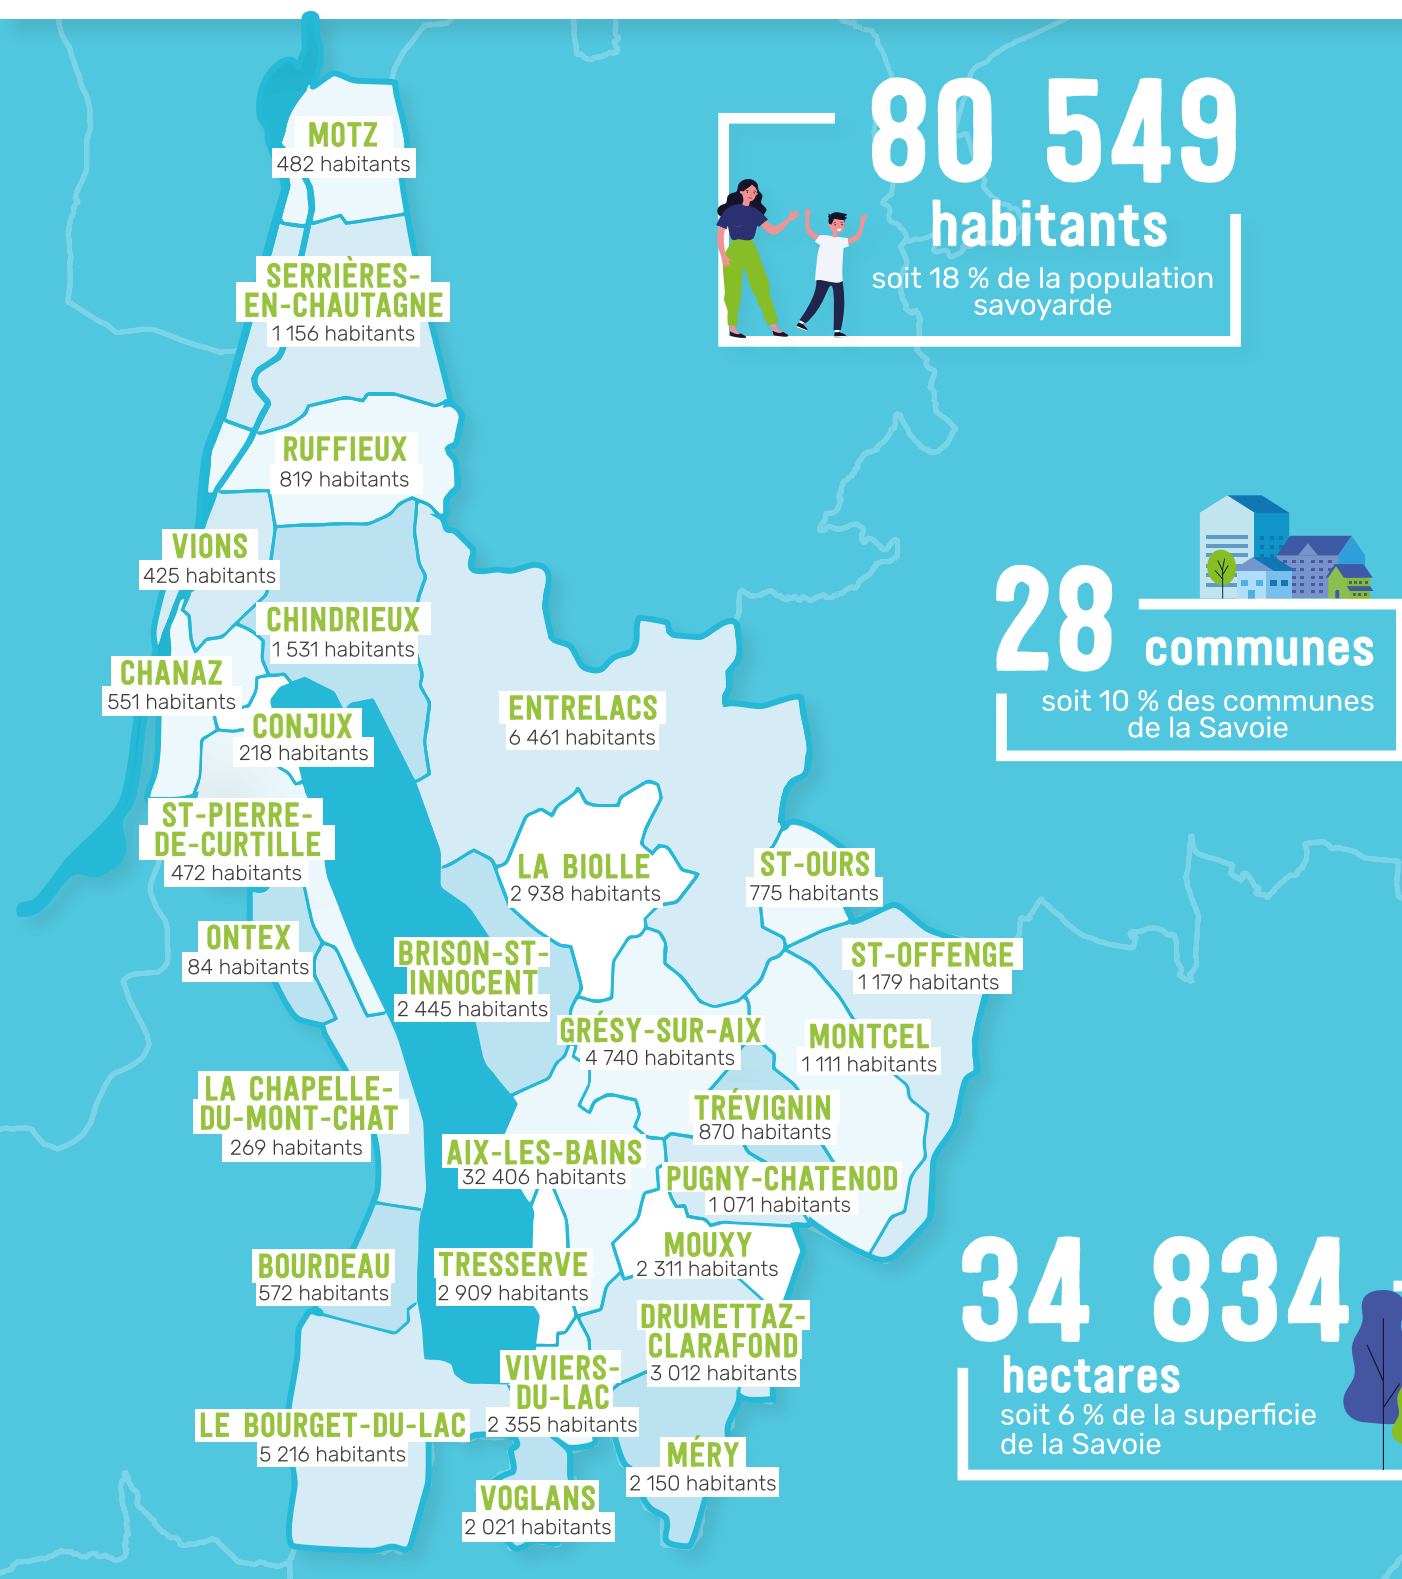 MOTZ
482 habitants
SERRIÈRES-
EN-CHAUTAGNE
1 156 habitants
RUFFIEUX
819 habitants
VIONS
425 habitants
CHINDRIEUX
1 531 habitants
CHANAZ
551 habitants
CONJUX
218 habitants
ENTRELACS
6 461 habitants
ST-PIERRE-
DE-CURTILLE
472 habitants
LA BIOLLE
2 938 habitants
ST-OURS
775 habitants
ONTEX
84 habitants
BRISON-ST-
INNOCENT
2 445 habitants
ST-OFFENGE
1 179 habitants
GRÉSY-SUR-AIX
4 740 habitants
MONTCEL
1 111 habitants
LA CHAPELLE-
DU-MONT-CHAT
269 habitants
TRÉVIGNIN
870 habitants
AIX-LES-BAINS
32 406 habitants
PUGNY-CHATENOD
1 071 habitants
BOURDEAU
572 habitants
TRESSERVE
2 909 habitants
MOUXY
2 311 habitants
DRUMETTAZ-
CLARAFOND
3 012 habitants
VIVIERS-
DU-LAC
2 355 habitants
LE BOURGET-DU-LAC
5 216 habitants
MÉRY
2 150 habitants
VOGLANS
2 021 habitants
80 549
habitants
soit 18 % de la population
savoyarde
28
communes
soit 10 % des communes
de la Savoie
34 834
hectares
soit 6 % de la superficie
de la Savoie